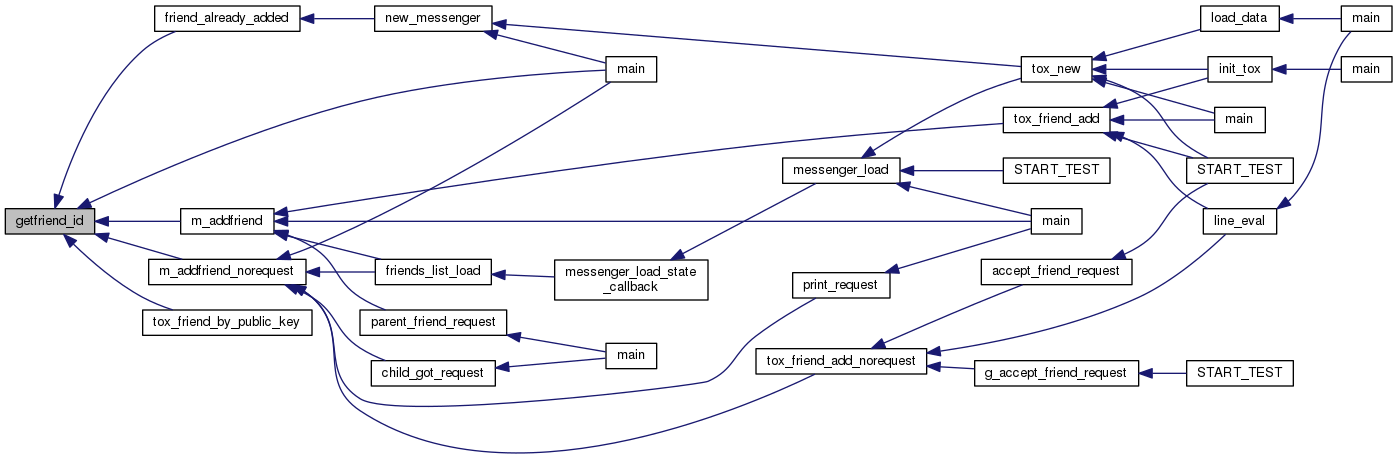 friend_already_added
new_messenger
load_data
main
main
tox_new
init_tox
main
tox_friend_add
main
messenger_load
START_TEST
START_TEST
getfriend_id
m_addfriend
main
line_eval
m_addfriend_norequest
friends_list_load
messenger_load_state
_callback
accept_friend_request
print_request
tox_friend_by_public_key
parent_friend_request
main
tox_friend_add_norequest
child_got_request
g_accept_friend_request
START_TEST